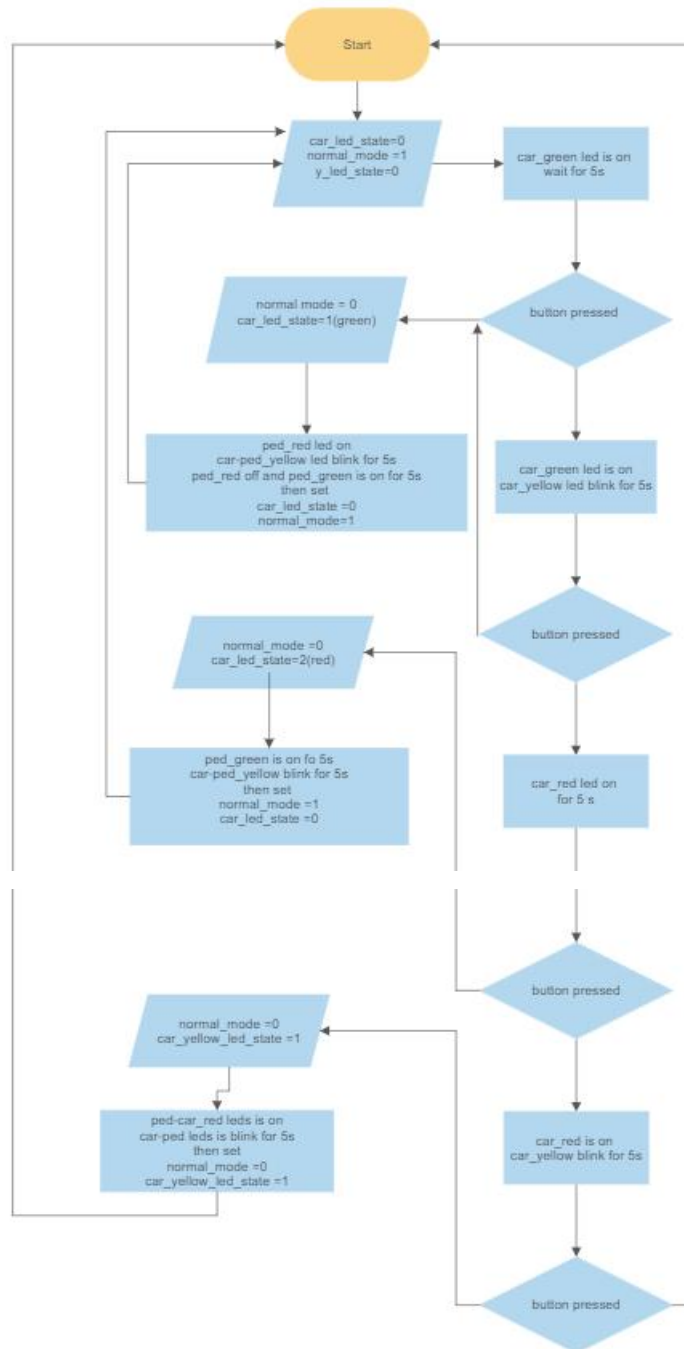 Start
car_led_state=0
normal_mode =1
y_led_state=0
car_green led is on
wait for 5s
button pressed
normal mode = 0
car_led_state=1(green)
ped_red led on
car-ped_yellow led blink for 5s
ped_red off and ped_green is on for 5s
then set
car_led_state =0
normal_mode=1
car_green led is on
car_yellow led blink for 5s
button pressed
normal_mode =0
car_led_state=2(red)
ped_green is on fo 5s
car-ped_yellow blink for 5s
then set
normal_mode =1
car_led_state =0
car_red led on
for 5 s
button pressed
normal_mode =0
car_yellow_led_state =1
ped-car_red leds is on
car-ped leds is blink for 5s
then set
normal_mode =0
car_yellow_led_state =1
car_red is on
car_yellow blink for 5s
button pressed